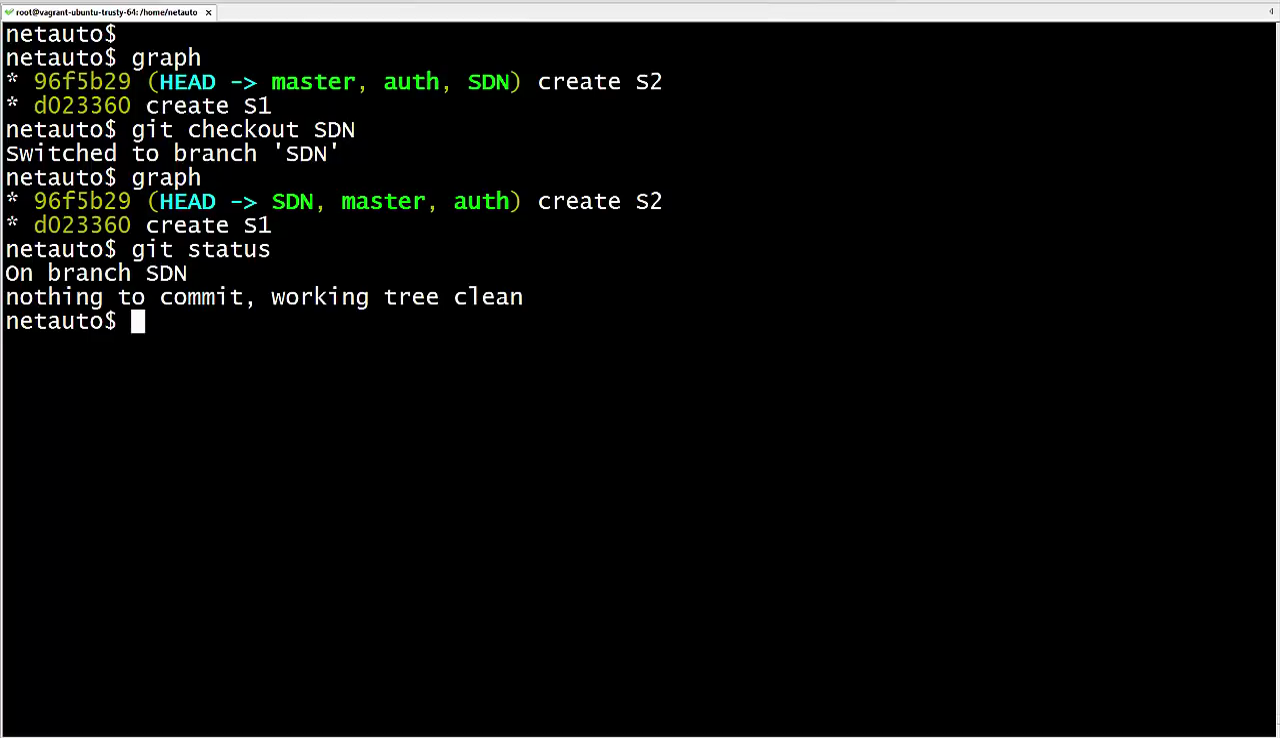 root@vagrant-ubuntu-trusty-64: /home/netauto
netauto$
netauto$ graph
* 96f5b29 (HEAD -> master, auth, SDN) create S2
* d023360 create S1
netauto$ git checkout SDN
Switched to branch 'SDN'
netauto$ graph
* 96f5b29 (HEAD -> SDN, master, auth) create S2
* d023360 create S1
netauto$ git status
On branch SDN
nothing to commit, working tree clean
netauto$